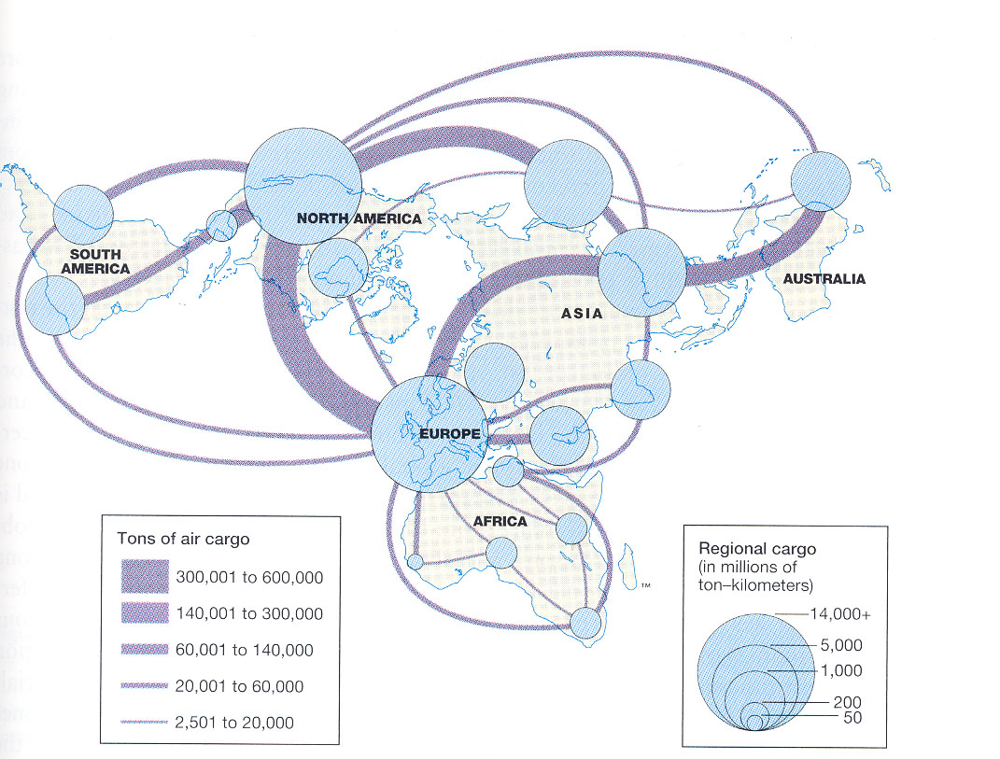 NORTH AMERICA
SOUTH
AMERICA
AUSTRALIA
ASIA
EUROPE
AFRICA
™
Tons of air cargo
300,001 to 600,000
140,001 to 300,000
60,001 to 140,000
20,001 to 60,000
2,501 to 20,000
Regional cargo
(in millions of
ton–kilometers)
14,000+
5,000
1,000
200
50